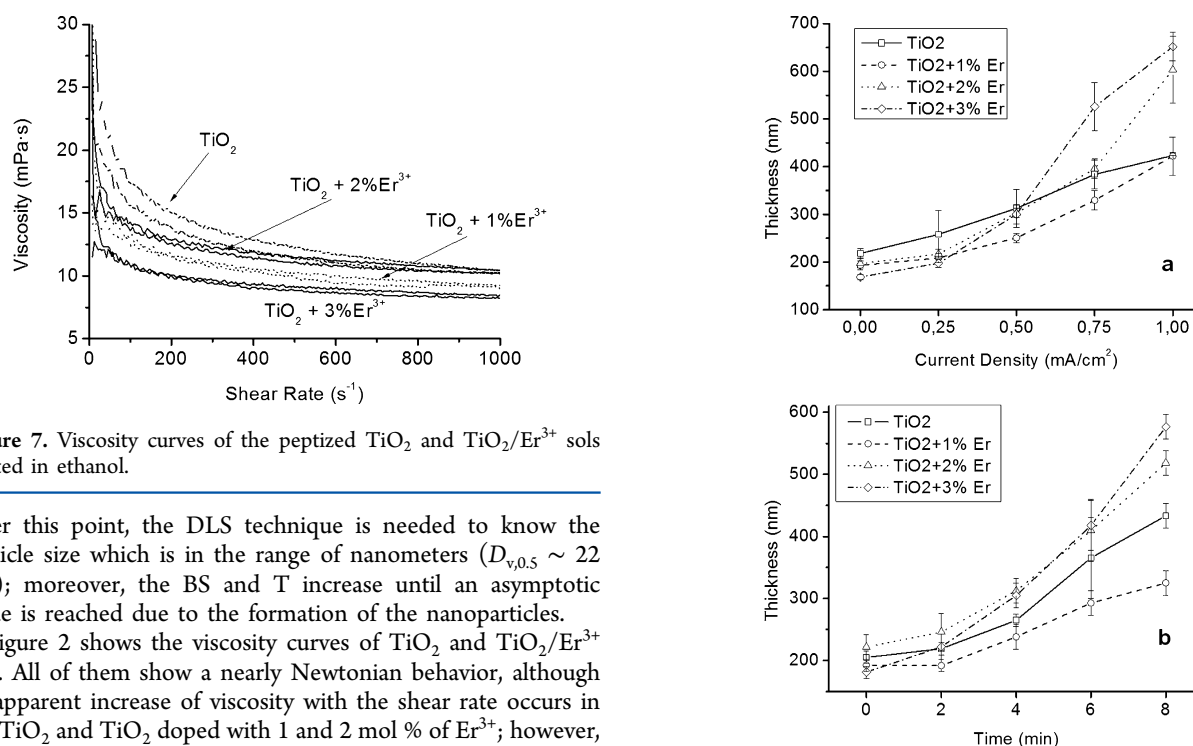 30
25
20
15
10
5
Viscosity (mPa·s)
TiO2
TiO2 + 2%Er3+
TiO2 + 1%Er3+
TiO2 + 3%Er3+
0 200 400 600 800 1000
Shear Rate (s-1)
ure 7. Viscosity curves of the peptized TiO2 and TiO2/Er3+ sols
ted in ethanol.
er this point, the DLS technique is needed to know the
icle size which is in the range of nanometers (Dv,0.5 ∼ 22
); moreover, the BS and T increase until an asymptotic
e is reached due to the formation of the nanoparticles.
igure 2 shows the viscosity curves of TiO2 and TiO2/Er3+
. All of them show a nearly Newtonian behavior, although
apparent increase of viscosity with the shear rate occurs in
TiO2 and TiO2 doped with 1 and 2 mol % of Er3+; however,
700
600
500
400
300
200
100
Thickness (nm)
TiO2
TiO2+1% Er
TiO2+2% Er
TiO2+3% Er
a
0,00 0,25 0,50 0,75 1,00
Current Density (mA/cm2)
600
500
400
300
200
Thickness (nm)
TiO2
TiO2+1% Er
TiO2+2% Er
TiO2+3% Er
b
0 2 4 6 8
Time (min)